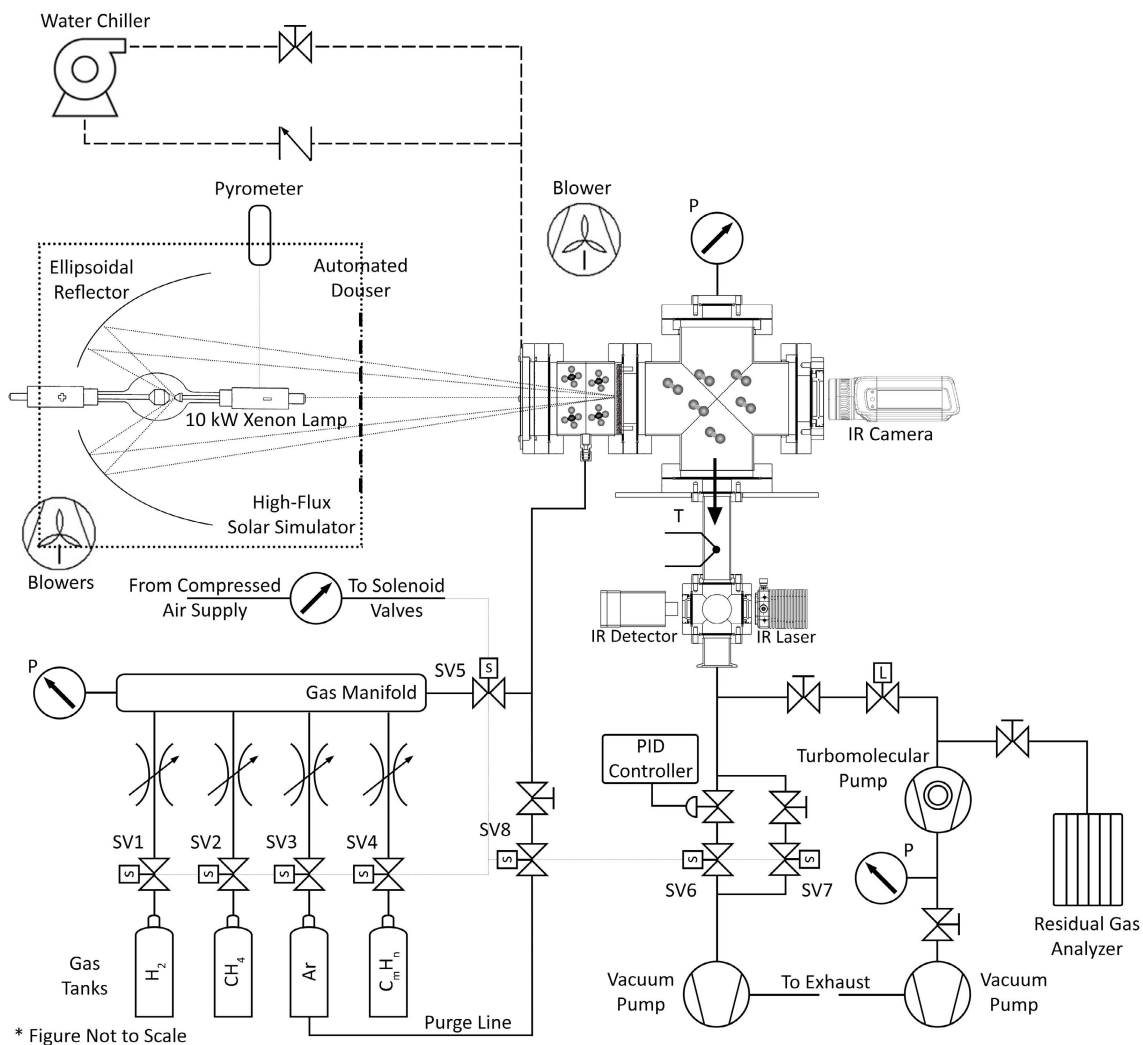 Water Chiller
Pyrometer
Blower
P
Ellipsoidal
Reflector
Automated
Douser
+
-
10 kW Xenon Lamp
IR Camera
High-Flux
Solar Simulator
Blowers
T
From Compressed
Air Supply
To Solenoid
Valves
IR Detector
IR Laser
P
SV5
S
Gas Manifold
L
PID
Controller
Turbomolecular
Pump
SV1
SV2
SV3
SV4
SV8
S
S
S
S
S
S
S
SV6
SV7
P
Residual Gas
Analyzer
Gas
Tanks
H2
CH4
Ar
CmHn
Vacuum
Pump
To Exhaust
Vacuum
Pump
Purge Line
* Figure Not to Scale